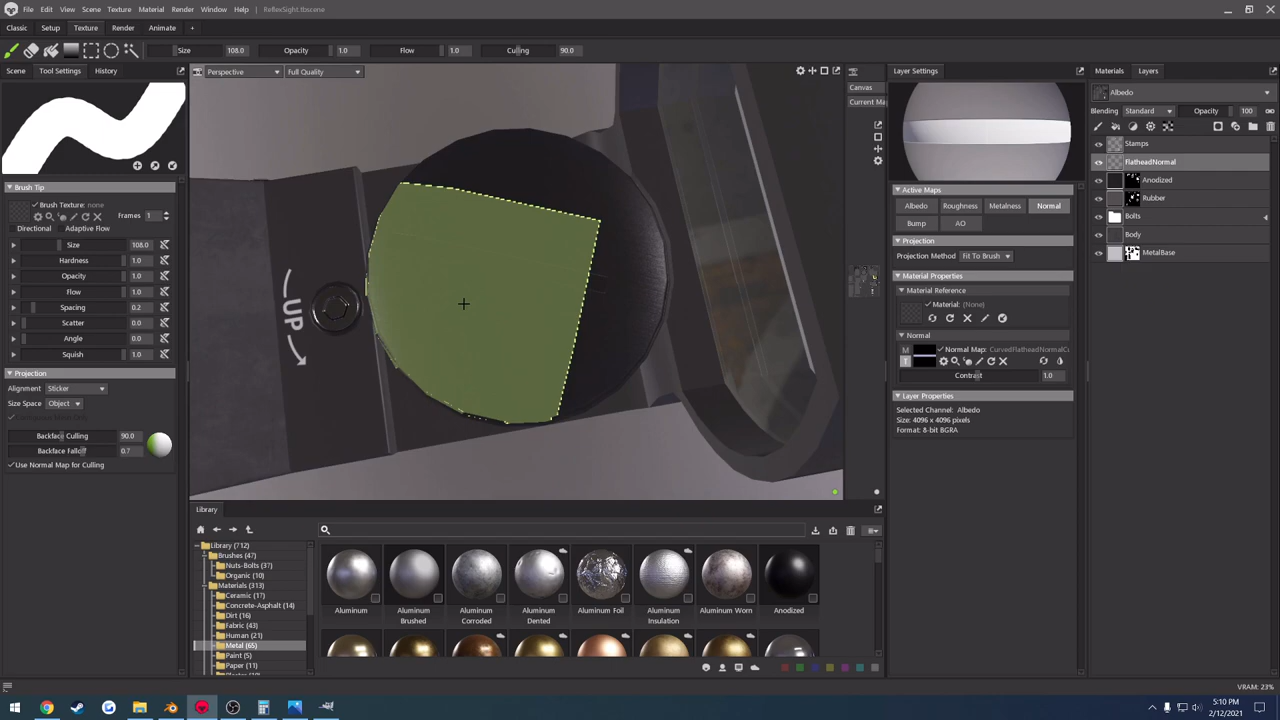 File Edit View Scene Texture Material Render Window Help ReflexSight.tbscene
Classic Setup Texture Render Animate +
Size 108.0 Opacity 1.0 Flow 1.0 Culling 90.0
Scene Tool Settings History
Perspective Full Quality
Canvas
Current Ma
Layer Settings
Materials Layers
Albedo
Blending Standard Opacity 100
Stamps
FlatheadNormal
Anodized
Rubber
Bolts
Body
MetalBase
Brush Tip
Brush Texture: none
Frames 1
Directional Adaptive Flow
Size 108.0
Hardness 1.0
Opacity 1.0
Flow 1.0
Spacing 0.2
Scatter 0.0
Angle 0.0
Squish 1.0
Projection
Alignment Sticker
Size Space Object
Backface Culling 90.0
Backface Falloff 0.7
Use Normal Map for Culling
UP
Active Maps
Albedo Roughness Metalness Normal
Bump AO
Projection
Projection Method Fit To Brush
Material Properties
Material Reference
Material: (none)
Normal
M Normal Map: CurvedFlatheadNormalCu
T
Contrast 1.0
Layer Properties
Selected Channel: Albedo
Size: 4096 x 4096 pixels
Format: 8-bit BGRA
Library
Library (712)
Brushes (47)
Nuts-Bolts (37)
Organic (10)
Materials (313)
Ceramic (17)
Concrete-Asphalt (14)
Dirt (16)
Fabric (43)
Human (21)
Metal (65)
Paint (5)
Paper (11)
Aluminum
Aluminum Brushed
Aluminum Corroded
Aluminum Dented
Aluminum Foil
Aluminum Insulation
Aluminum Worn
Anodized
VRAM: 23%
5:10 PM
2/12/2021